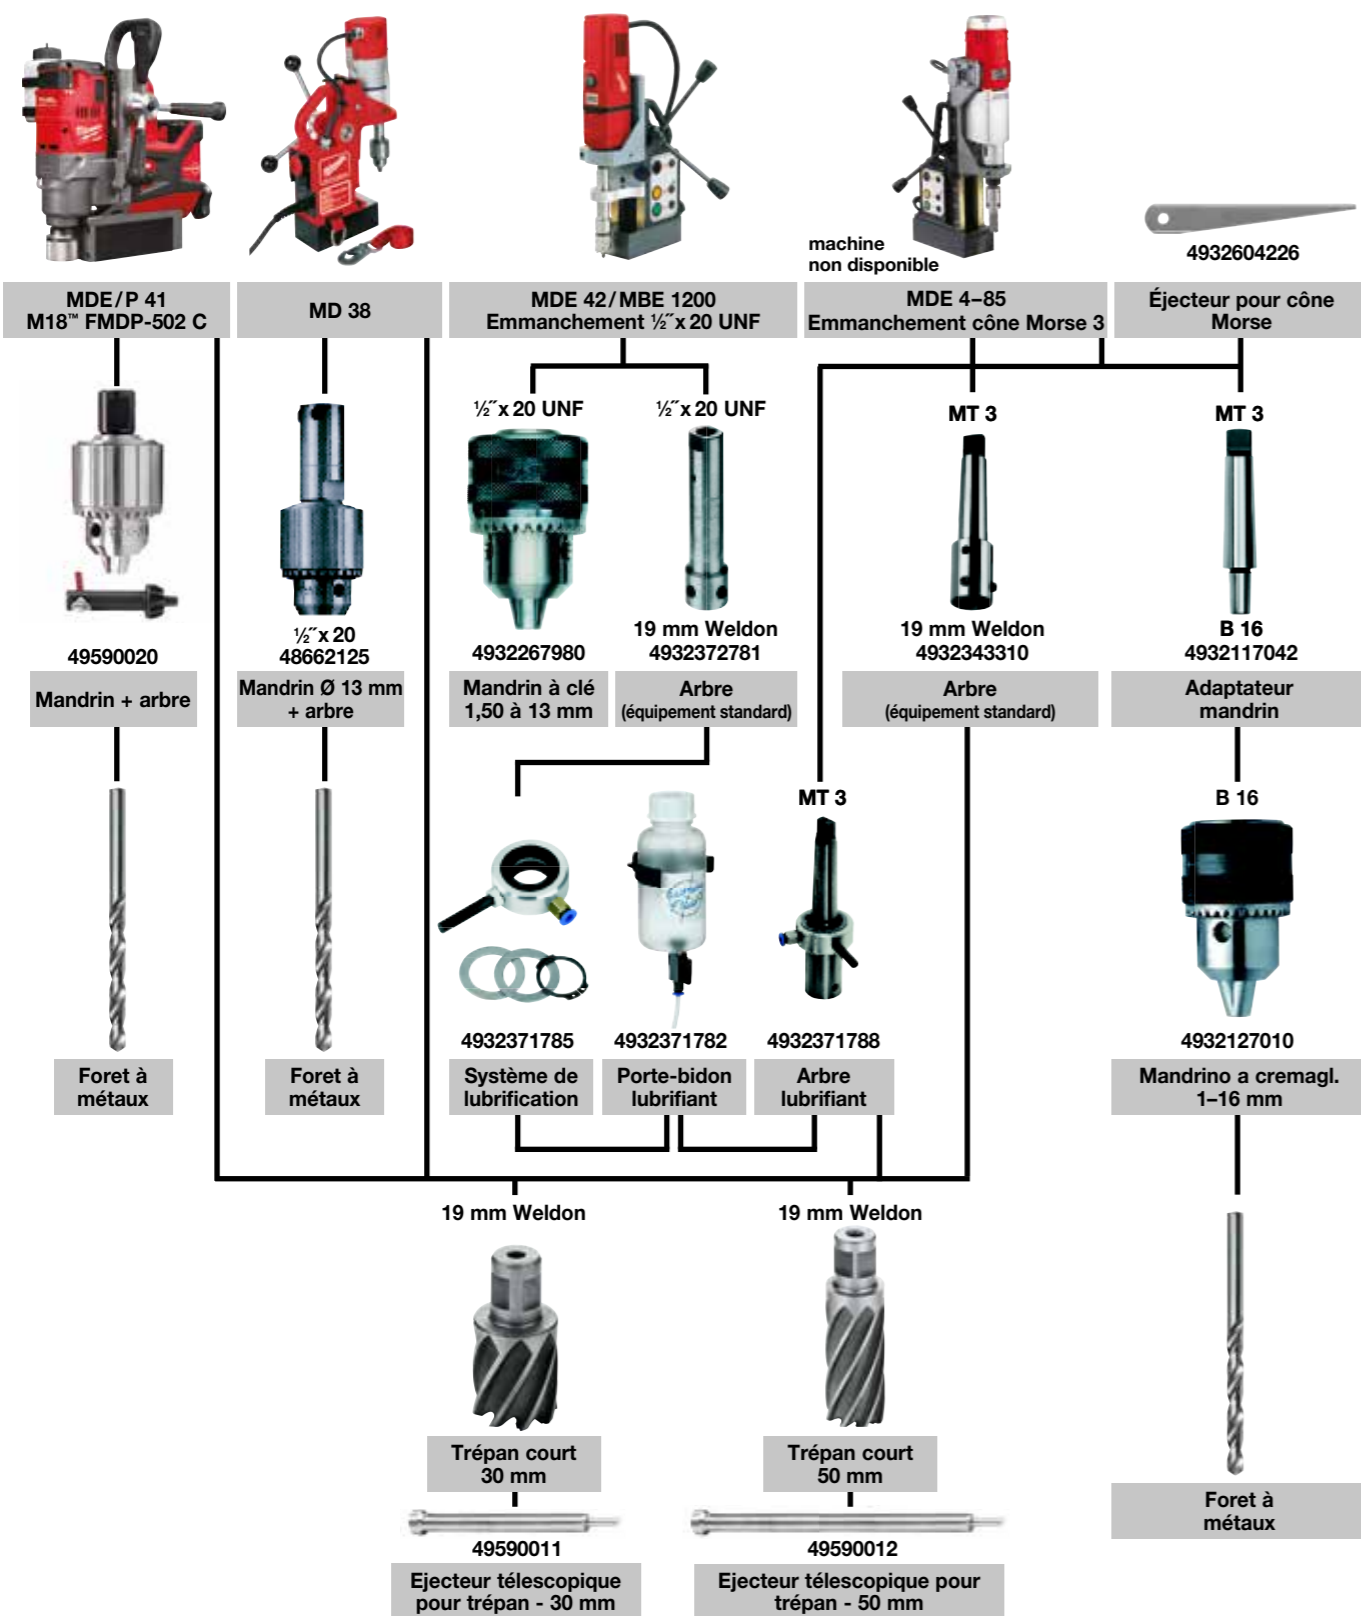 machine
non disponible
4932604226
MDE/P 41
M18™ FMDP-502 C
MD 38
MDE 42/MBE 1200
Emmanchement ½˝x 20 UNF
MDE 4–85
Emmanchement cône Morse 3
Éjecteur pour cône
Morse
½˝x 20 UNF
½˝x 20 UNF
MT 3
MT 3
½˝x 20
19 mm Weldon
19 mm Weldon
B 16
49590020
48662125
4932267980
4932372781
4932343310
4932117042
Mandrin + arbre
Mandrin Ø 13 mm
+ arbre
Mandrin à clé
1,50 à 13 mm
Arbre
(équipement standard)
Arbre
(équipement standard)
Adaptateur
mandrin
MT 3
B 16
4932371785
4932371782
4932371788
4932127010
Foret à
métaux
Foret à
métaux
Système de
lubrification
Porte-bidon
lubrifiant
Arbre
lubrifiant
Mandrino a cremagl.
1–16 mm
19 mm Weldon
19 mm Weldon
Trépan court
30 mm
Trépan court
50 mm
Foret à
métaux
49590011
49590012
Ejecteur télescopique
pour trépan - 30 mm
Ejecteur télescopique pour
trépan - 50 mm